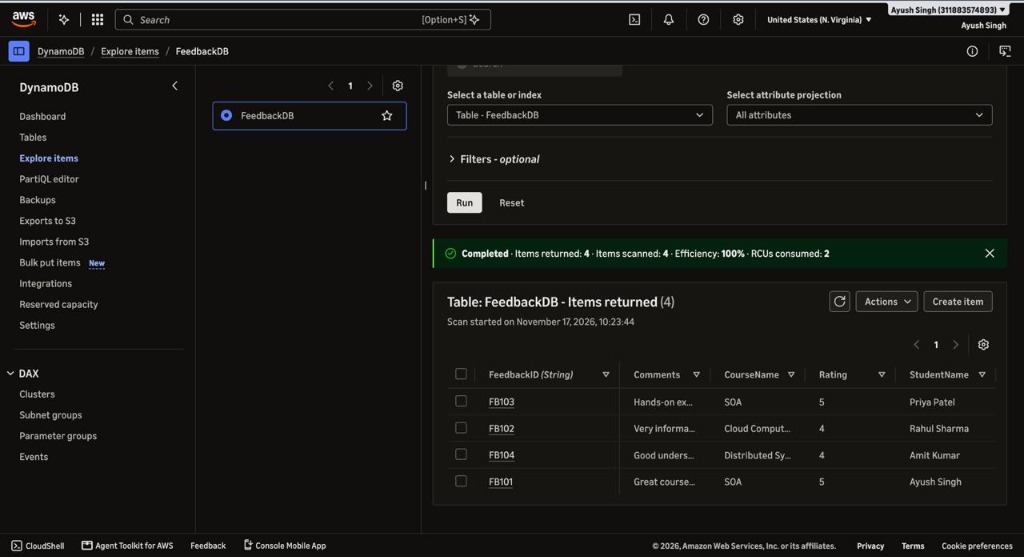 aws
Search
[Option+S]
United States (N. Virginia)
Ayush Singh (311883574893)
Ayush Singh
DynamoDB / Explore items / FeedbackDB
DynamoDB
Dashboard
Tables
Explore items
PartiQL editor
Backups
Exports to S3
Imports from S3
Bulk put items New
Integrations
Reserved capacity
Settings
DAX
Clusters
Subnet groups
Parameter groups
Events
1
FeedbackDB
Select a table or index
Table - FeedbackDB
Select attribute projection
All attributes
Filters - optional
Run Reset
Completed · Items returned: 4 · Items scanned: 4 · Efficiency: 100% · RCUs consumed: 2
Table: FeedbackDB - Items returned (4)
Scan started on November 17, 2026, 10:23:44
Actions
Create item
1
FeedbackID (String) Comments CourseName Rating StudentName
FB103 Hands-on ex... SOA 5 Priya Patel
FB102 Very informa... Cloud Comput... 4 Rahul Sharma
FB104 Good unders... Distributed Sy... 4 Amit Kumar
FB101 Great course... SOA 5 Ayush Singh
CloudShell Agent Toolkit for AWS Feedback Console Mobile App
© 2026, Amazon Web Services, Inc. or its affiliates. Privacy Terms Cookie preferences